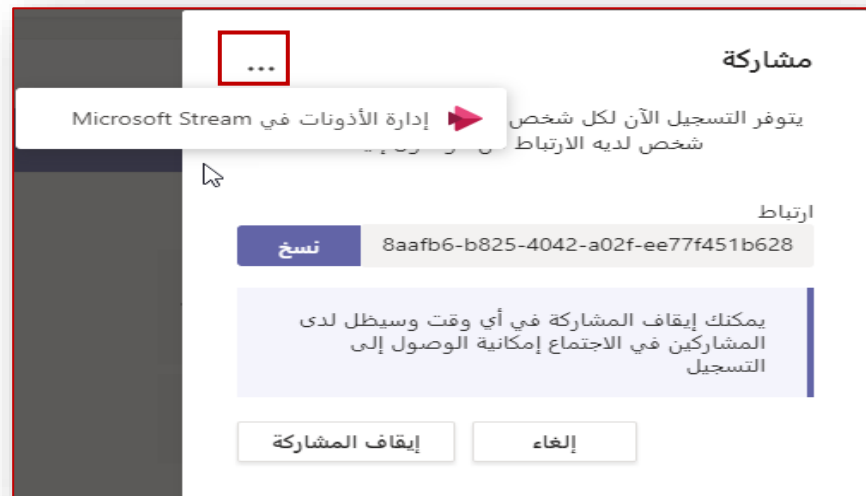 مشاركة
...
يتوفر التسجيل الآن لكل شخص
إدارة الأذونات في Microsoft Stream
شخص لديه الارتباط
ارتباط
8aafb6-b825-4042-a02f-ee77f451b628
نسخ
يمكنك إيقاف المشاركة في أي وقت وسيظل لدى
المشاركين في الاجتماع إمكانية الوصول إلى
التسجيل
إلغاء
إيقاف المشاركة